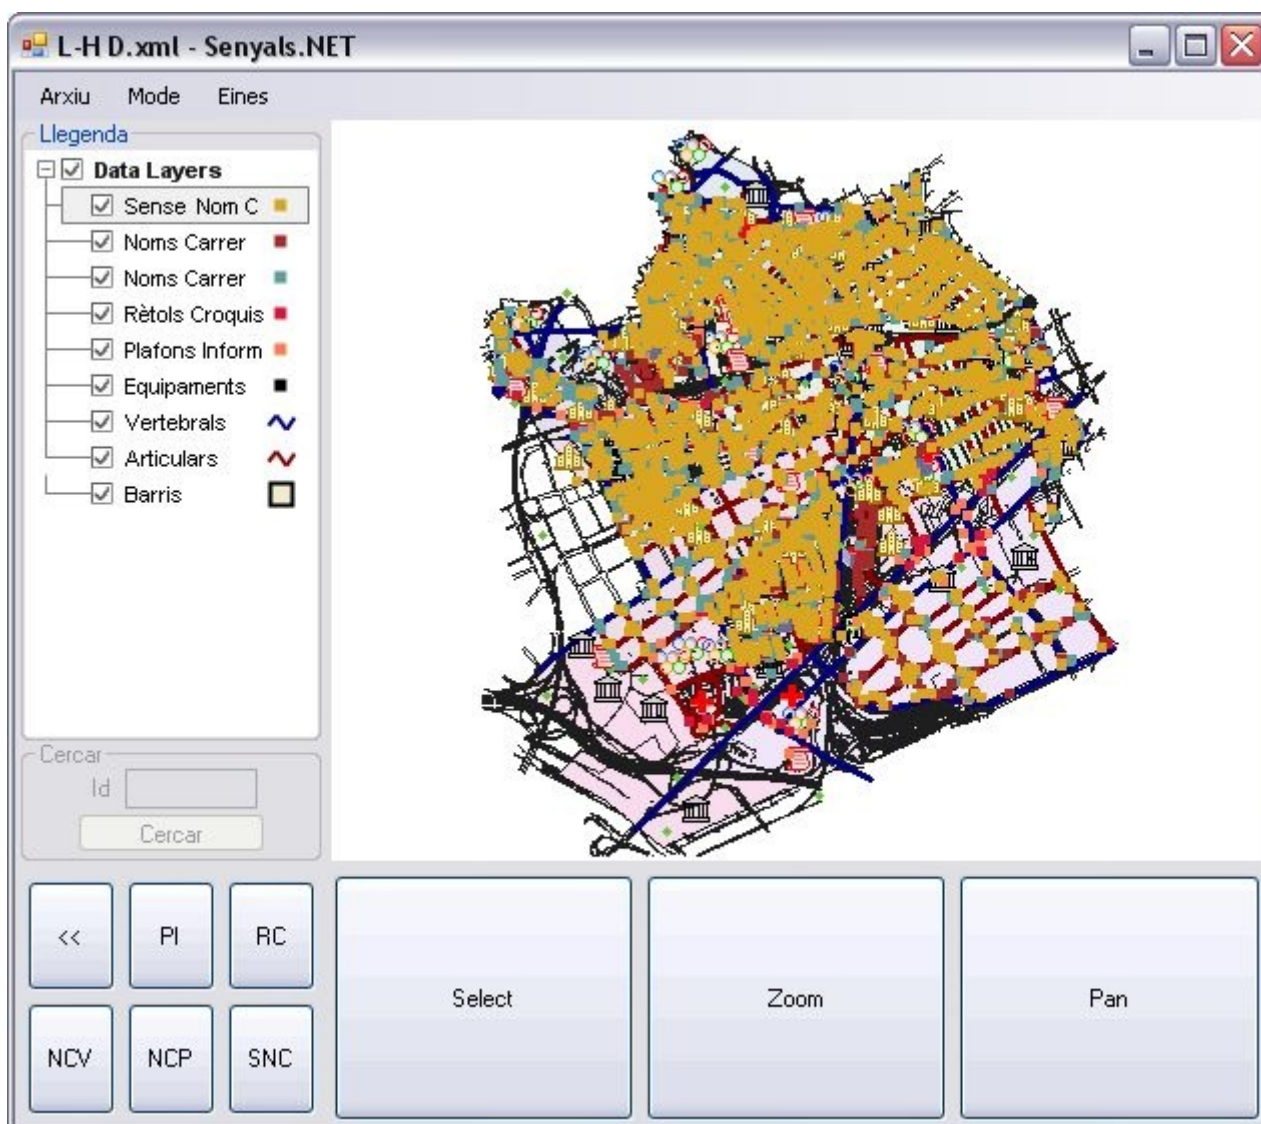 L-H D.xml - Senyals.NET
Arxiu Mode Eines
Llegenda
Data Layers
Sense Nom C
Noms Carrer
Noms Carrer
Rètols Croquis
Plafons Inform
Equipaments
Vertebrals
Articulars
Barris
Cercar
Id
Cercar
<< PI RC
NCV NCP SNC
Select Zoom Pan